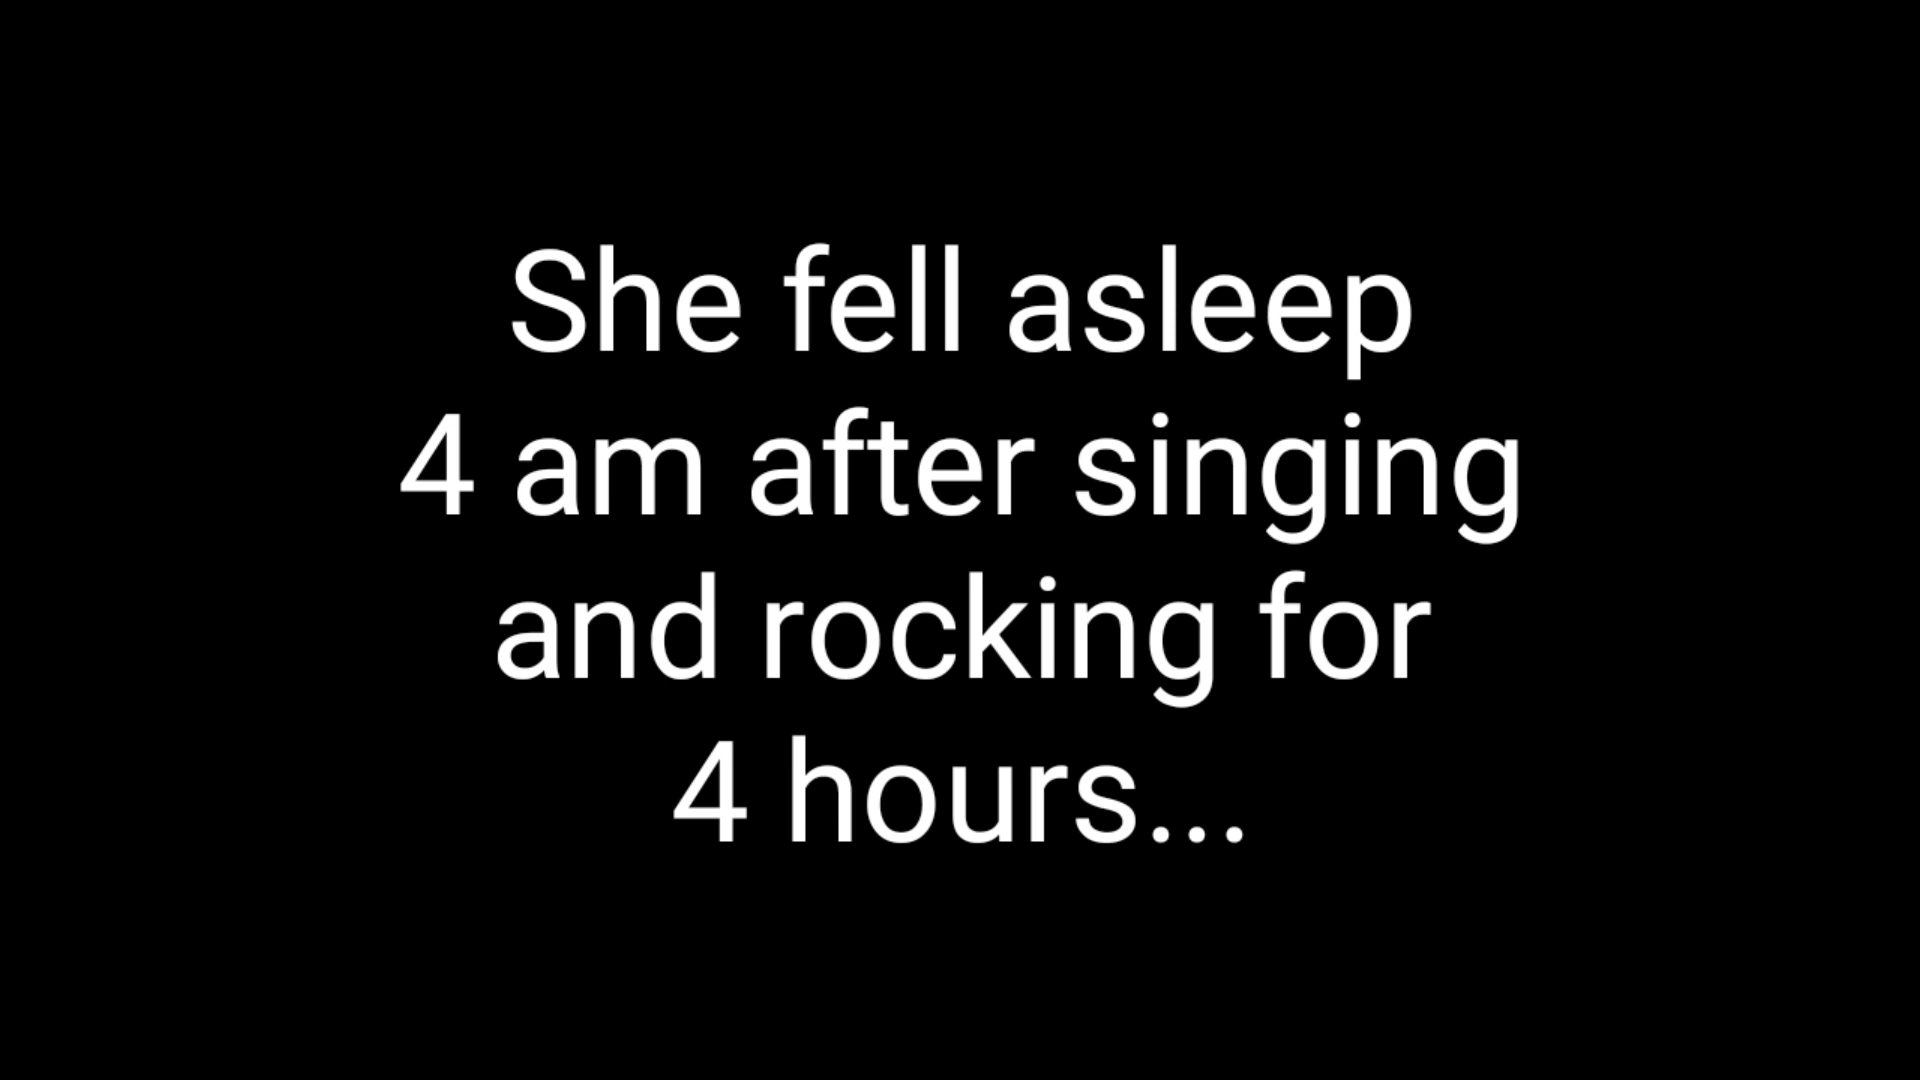 She fell asleep
4 am after singing
and rocking for
4 hours...